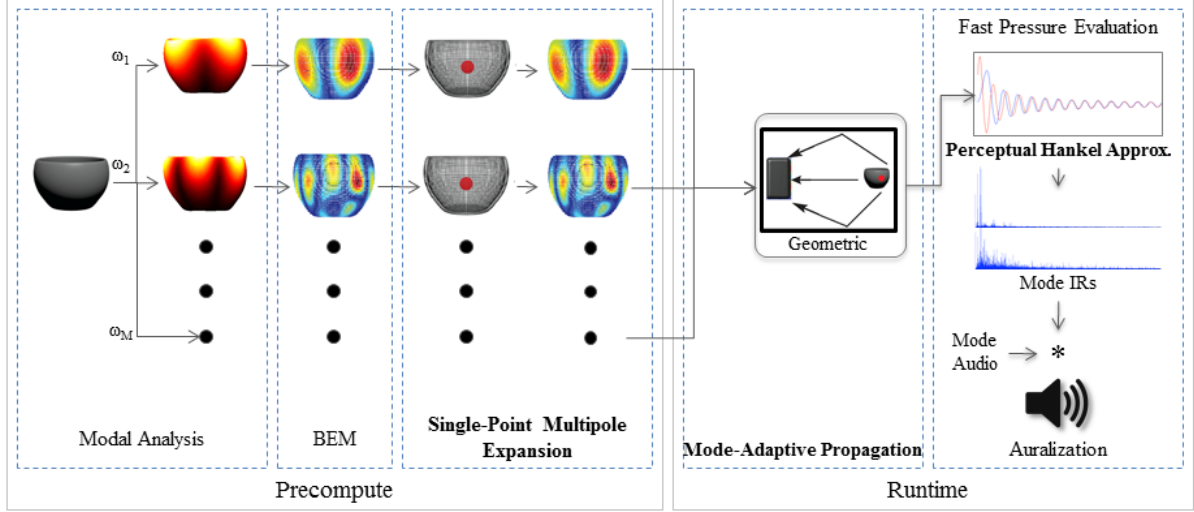 ω1
ω2
ωM
Modal Analysis
BEM
Single-Point Multipole
Expansion
Precompute
Geometric
Mode-Adaptive Propagation
Fast Pressure Evaluation
Perceptual Hankel Approx.
Mode IRs
Mode
Audio
*
Auralization
Runtime